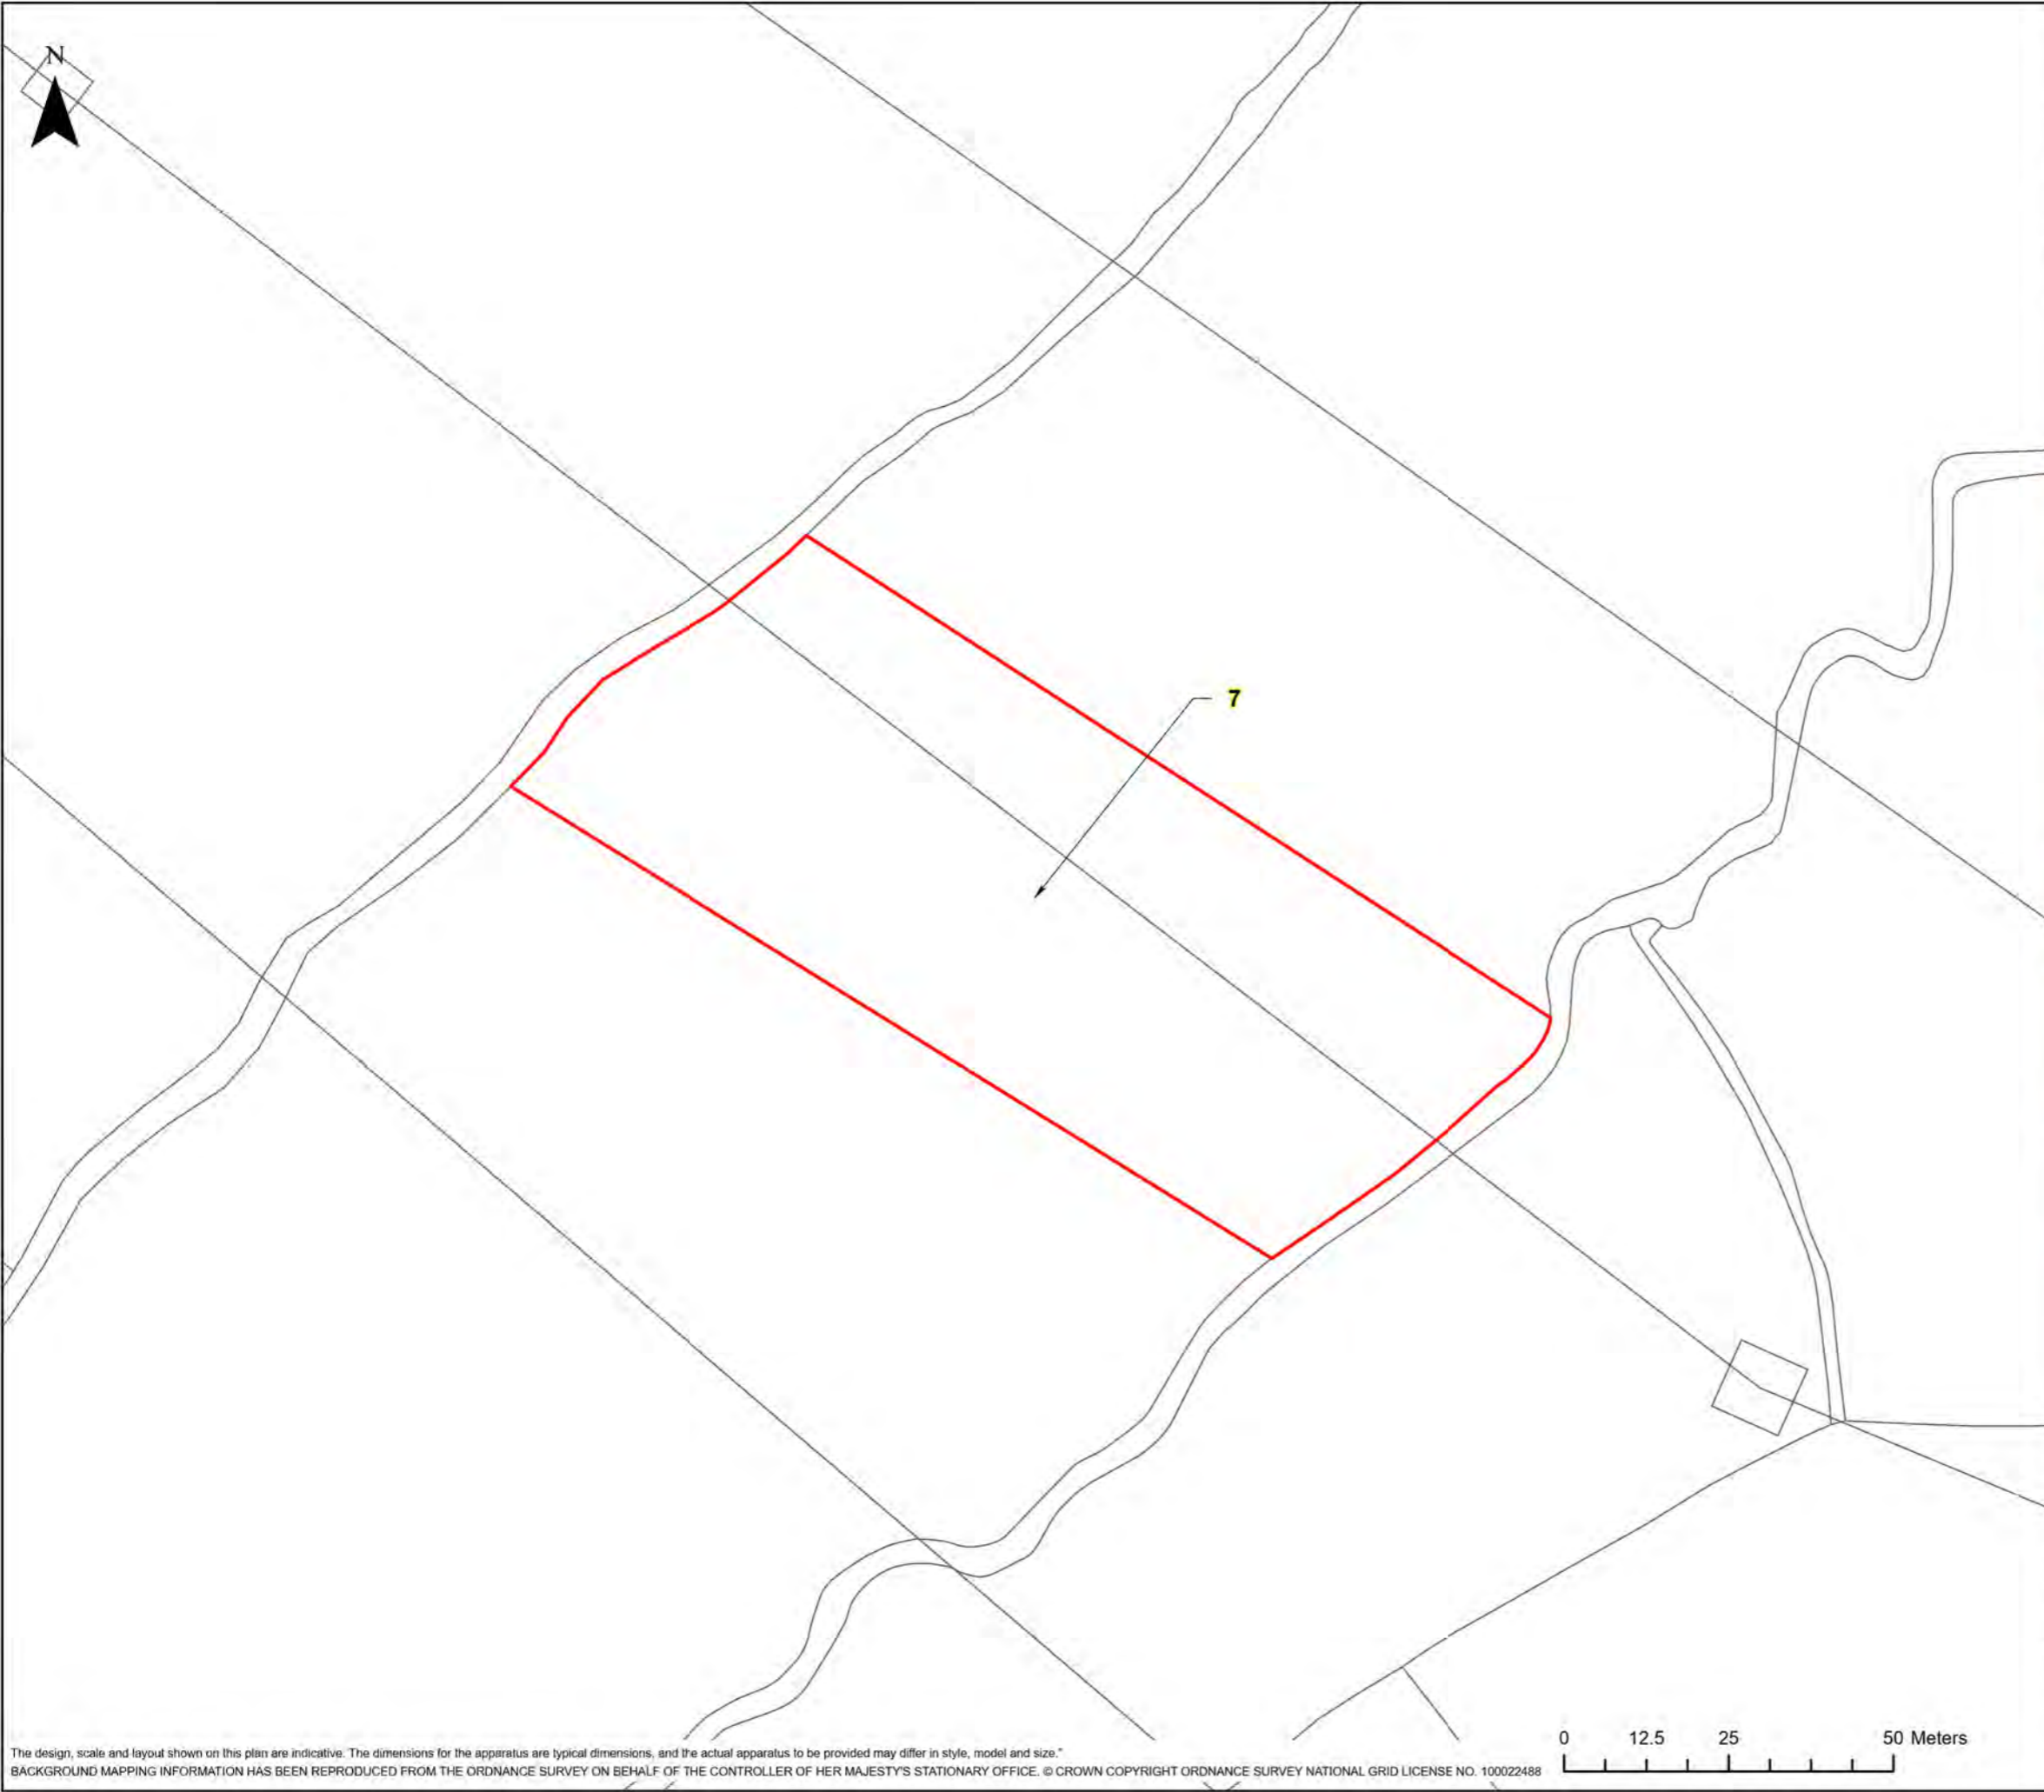 N
7
0 12.5 25 50 Meters
The design, scale and layout shown on this plan are indicative. The dimensions for the apparatus are typical dimensions, and the actual apparatus to be provided may differ in style, model and size."
BACKGROUND MAPPING INFORMATION HAS BEEN REPRODUCED FROM THE ORDNANCE SURVEY ON BEHALF OF THE CONTROLLER OF HER MAJESTY'S STATIONARY OFFICE. © CROWN COPYRIGHT ORDNANCE SURVEY NATIONAL GRID LICENSE NO. 100022488